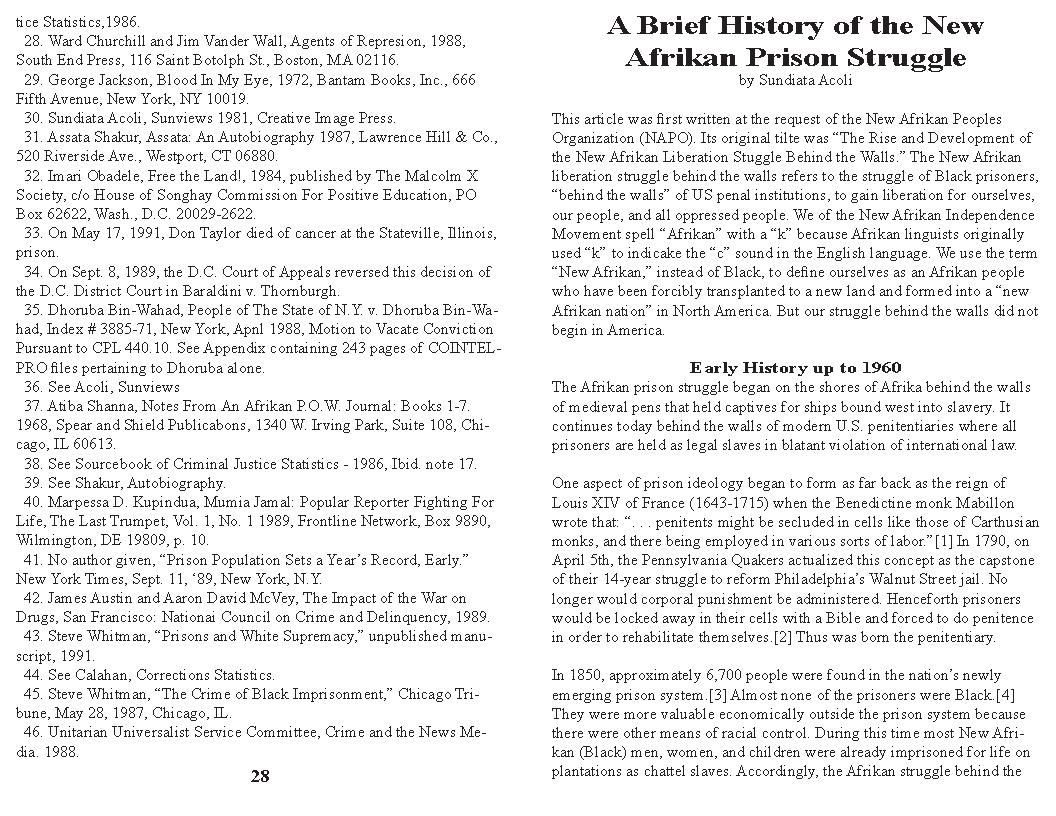 tice Statistics,1986.
28. Ward Churchill and Jim Vander Wall, Agents of Represion, 1988,
South End Press, 116 Saint Botolph St., Boston, MA 02116.
29. George Jackson, Blood In My Eye, 1972, Bantam Books, Inc., 666
Fifth Avenue, New York, NY 10019.
30. Sundiata Acoli, Sunviews 1981, Creative Image Press.
31. Assata Shakur, Assata: An Autobiography 1987, Lawrence Hill & Co.,
520 Riverside Ave., Westport, CT 06880.
32. Imari Obadele, Free the Land!, 1984, published by The Malcolm X
Society, c/o House of Songhay Commission For Positive Education, PO
Box 62622, Wash., D.C. 20029-2622.
33. On May 17, 1991, Don Taylor died of cancer at the Stateville, Illinois,
prison.
34. On Sept. 8, 1989, the D.C. Court of Appeals reversed this decision of
the D.C. District Court in Baraldini v. Thornburgh.
35. Dhoruba Bin-Wahad, People of The State of N.Y. v. Dhoruba Bin-Wa-
had, Index # 3885-71, New York, Apnl 1988, Motion to Vacate Conviction
Pursuant to CPL 440.10. See Appendix containing 243 pages of COINTEL-
PRO files pertaining to Dhoruba alone.
36. See Acoli, Sunviews
37. Atiba Shanna, Notes From An Afrikan P.O.W. Journal: Books 1-7.
1968, Spear and Shield Publicabons, 1340 W. Irving Park, Suite 108, Chi-
cago, IL 60613.
38. See Sourcebook of Criminal Justice Statistics - 1986, Ibid. note 17.
39. See Shakur, Autobiography.
40. Marpessa D. Kupindua, Mumia Jamal: Popular Reporter Fighting For
Life, The Last Trumpet, Vol. 1, No. 1 1989, Frontline Network, Box 9890,
Wilmington, DE 19809, p. 10.
41. No author given, “Prison Population Sets a Year’s Record, Early.”
New York Times, Sept. 11, ‘89, New York, N.Y.
42. James Austin and Aaron David McVey, The Impact of the War on
Drugs, San Francisco: Nationai Council on Crime and Delinquency, 1989.
43. Steve Whitman, “Prisons and White Supremacy,” unpublished manu-
script, 1991.
44. See Calahan, Corrections Statistics.
45. Steve Whitman, “The Crime of Black Imprisonment,” Chicago Tri-
bune, May 28, 1987, Chicago, IL.
46. Unitarian Universalist Service Committee, Crime and the News Me-
dia. 1988.
28
A Brief History of the New
Afrikan Prison Struggle
by Sundiata Acoli
This article was first written at the request of the New Afrikan Peoples
Organization (NAPO). Its original tilte was “The Rise and Development of
the New Afrikan Liberation Stuggle Behind the Walls.” The New Afrikan
liberation struggle behind the walls refers to the struggle of Black prisoners,
“behind the walls” of US penal institutions, to gain liberation for ourselves,
our people, and all oppressed people. We of the New Afrikan Independence
Movement spell “Afrikan” with a “k” because Afrikan linguists originally
used “k” to indicake the “c” sound in the English language. We use the term
“New Afrikan,” instead of Black, to define ourselves as an Afrikan people
who have been forcibly transplanted to a new land and formed into a “new
Afrikan nation” in North America. But our struggle behind the walls did not
begin in America.
Early History up to 1960
The Afrikan prison struggle began on the shores of Afrika behind the walls
of medieval pens that held captives for ships bound west into slavery. It
continues today behind the walls of modern U.S. penitentiaries where all
prisoners are held as legal slaves in blatant violation of international law.
One aspect of prison ideology began to form as far back as the reign of
Louis XIV of France (1643-1715) when the Benedictine monk Mabillon
wrote that: “. . . penitents might be secluded in cells like those of Carthusian
monks, and there being employed in various sorts of labor.”[1] In 1790, on
April 5th, the Pennsylvania Quakers actualized this concept as the capstone
of their 14-year struggle to reform Philadelphia’s Walnut Street jail. No
longer would corporal punishment be administered. Henceforth prisoners
would be locked away in their cells with a Bible and forced to do penitence
in order to rehabilitate themselves.[2] Thus was born the penitentiary.
In 1850, approximately 6,700 people were found in the nation’s newly
emerging prison system.[3] Almost none of the prisoners were Black.[4]
They were more valuable economically outside the prison system because
there were other means of racial control. During this time most New Afri-
kan (Black) men, women, and children were already imprisoned for life on
plantations as chattel slaves. Accordingly, the Afrikan struggle behind the